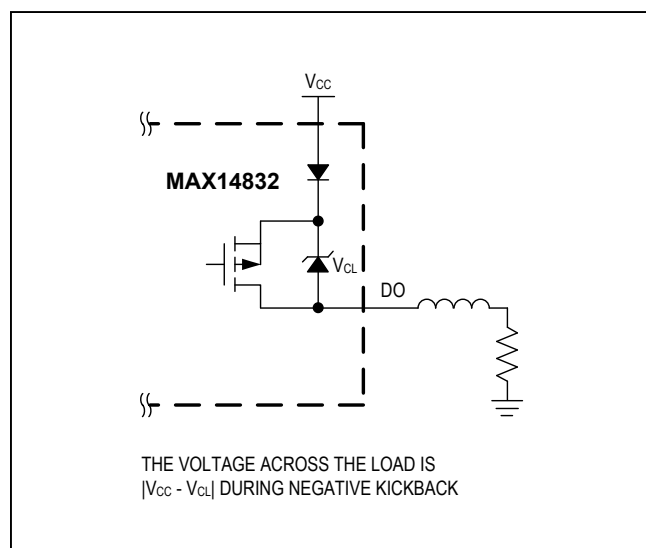 VCC
MAX14832
VCL
DO
THE VOLTAGE ACROSS THE LOAD IS
|VCC - VCL| DURING NEGATIVE KICKBACK